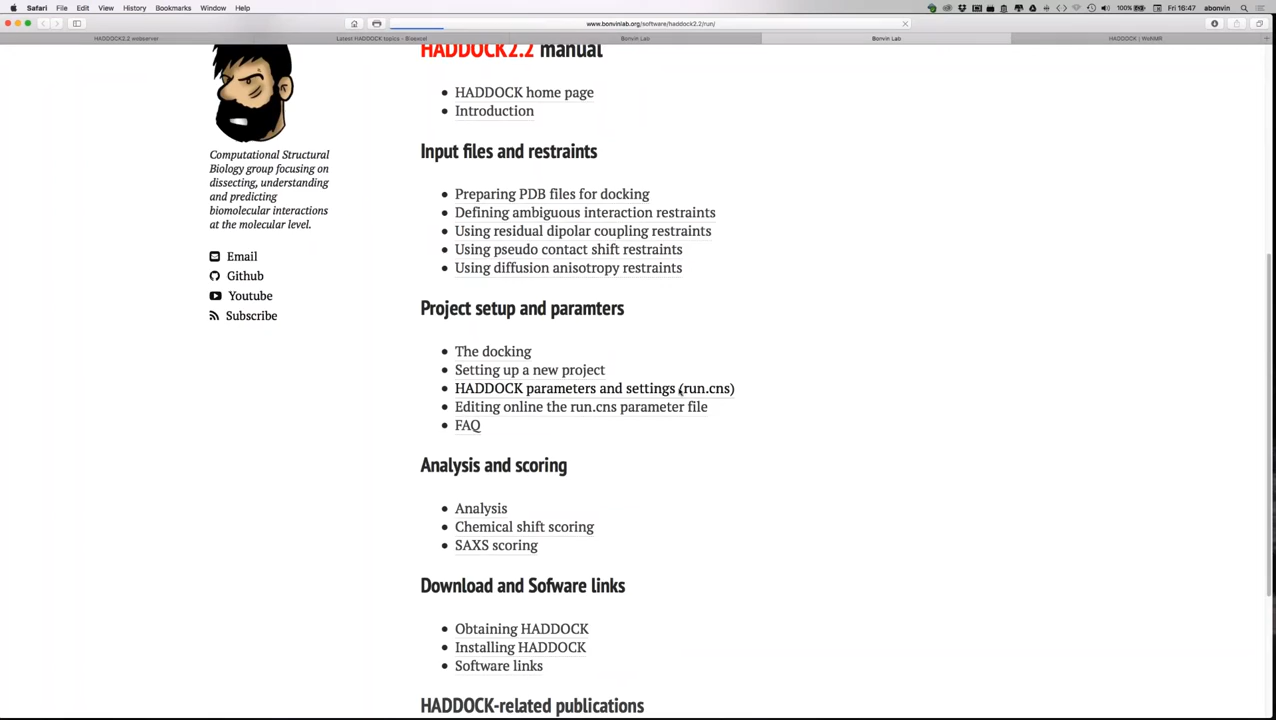 Safari File Edit View History Bookmarks Window Help
100% Fri 16:47 abonvin
www.bonvinlab.org/software/haddock2.2/run/
HADDOCK2.2 webserver
Latest HADDOCK topics - Bioexcel
Bonvin Lab
Bonvin Lab
HADDOCK | WeNMR
HADDOCK2.2 manual
HADDOCK home page
Introduction
Computational Structural
Biology group focusing on
dissecting, understanding
and predicting
biomolecular interactions
at the molecular level.
Email
Github
Youtube
Subscribe
Input files and restraints
Preparing PDB files for docking
Defining ambiguous interaction restraints
Using residual dipolar coupling restraints
Using pseudo contact shift restraints
Using diffusion anisotropy restraints
Project setup and paramters
The docking
Setting up a new project
HADDOCK parameters and settings (run.cns)
Editing online the run.cns parameter file
FAQ
Analysis and scoring
Analysis
Chemical shift scoring
SAXS scoring
Download and Sofware links
Obtaining HADDOCK
Installing HADDOCK
Software links
HADDOCK-related publications